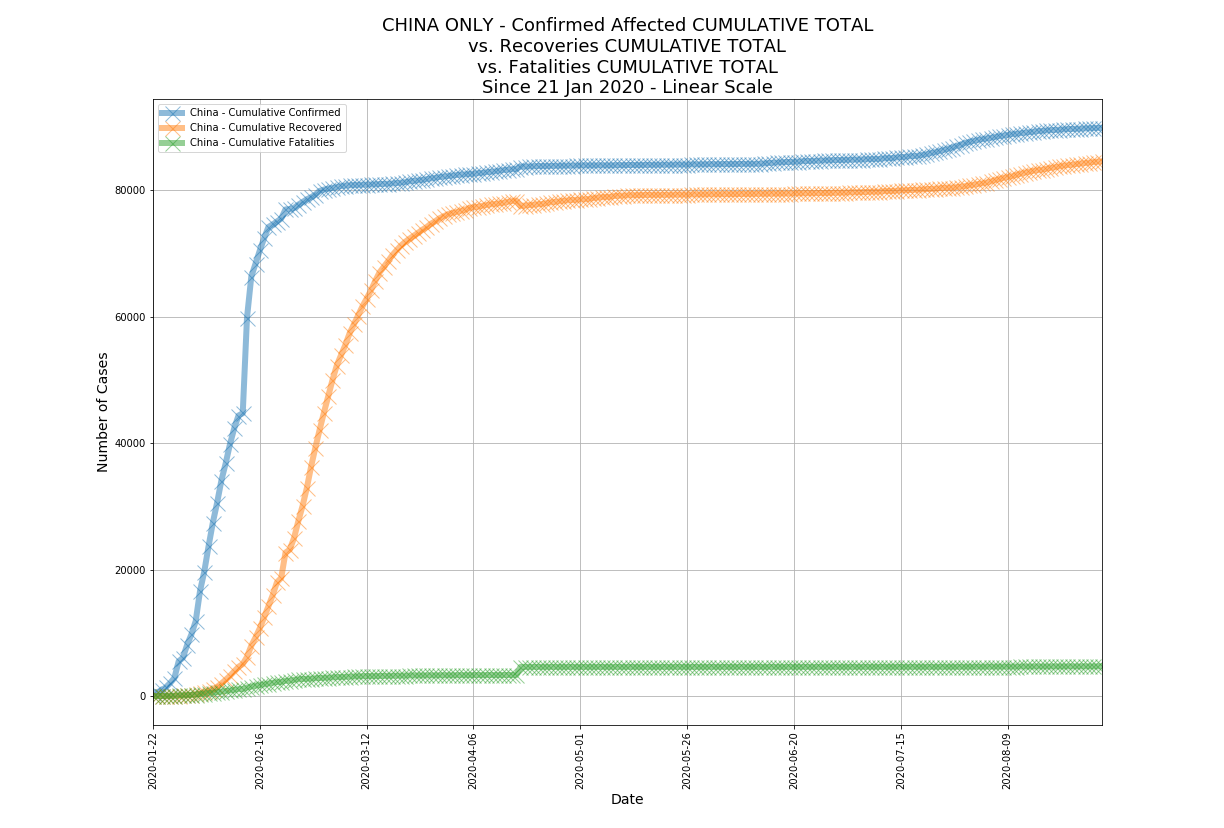 CHINA ONLY - Confirmed Affected CUMULATIVE TOTAL
vs. Recoveries CUMULATIVE TOTAL
vs. Fatalities CUMULATIVE TOTAL
Since 21 Jan 2020 - Linear Scale
China - Cumulative Confirmed
China - Cumulative Recovered
China - Cumulative Fatalities
Number of Cases
80000
60000
40000
20000
0
2020-01-22
2020-02-16
2020-03-12
2020-04-06
2020-05-01
2020-05-26
2020-06-20
2020-07-15
2020-08-09
Date